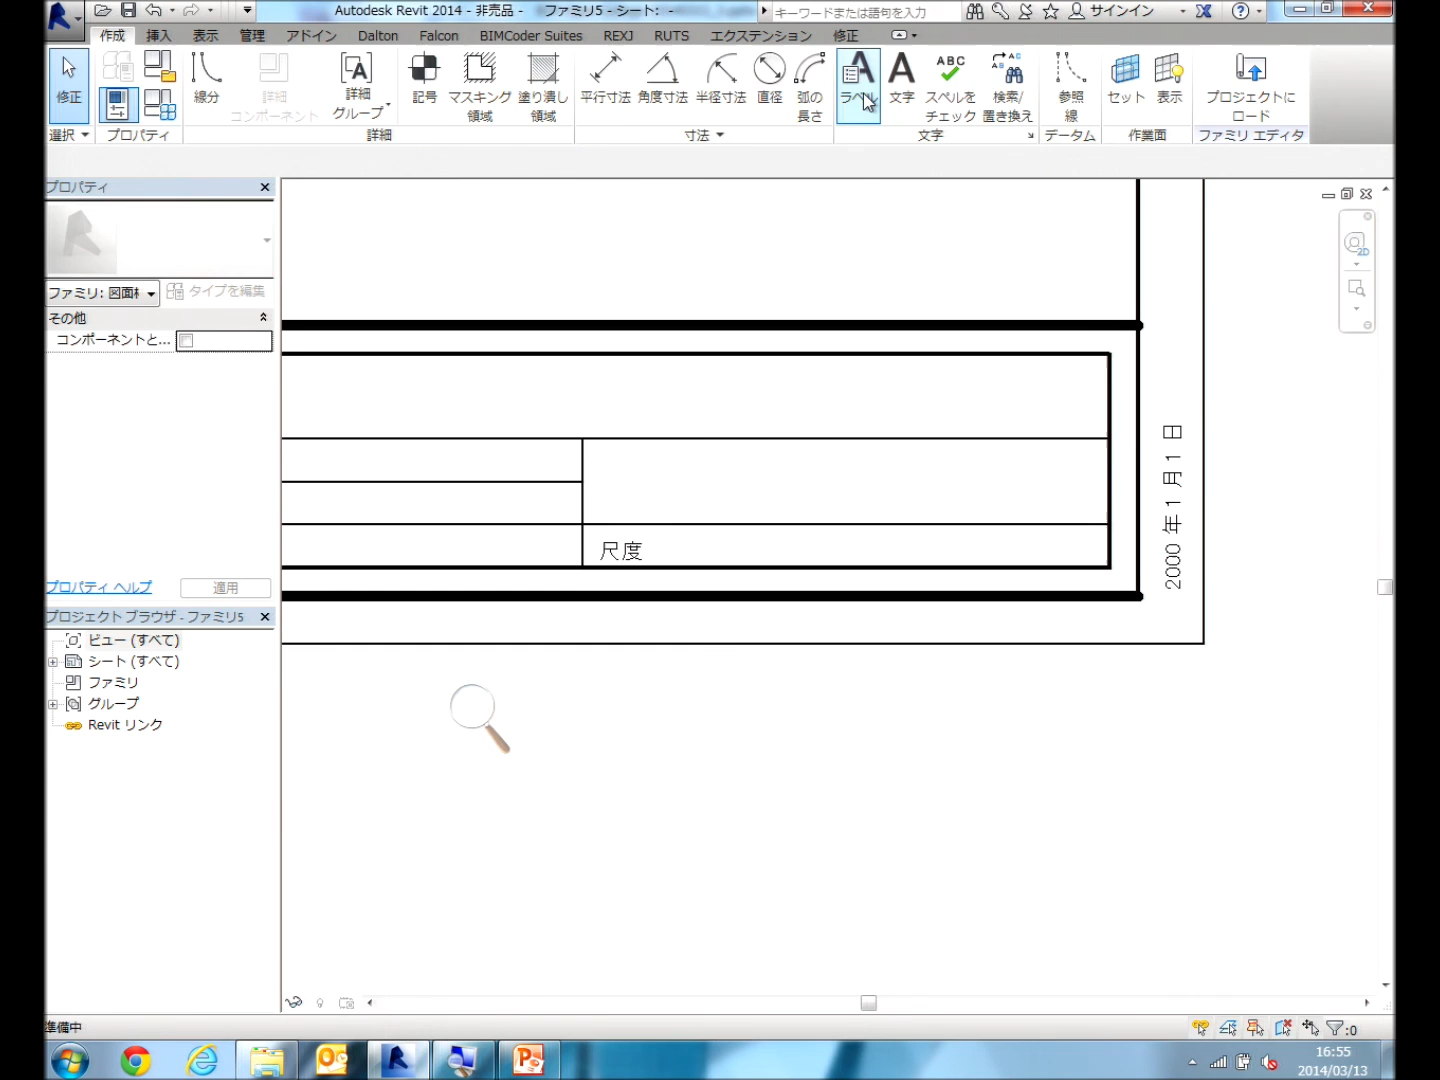 Autodesk Revit 2014 - 非売品 - ファミリ5 - シート: -
キーワードまたは語句を入力
サインイン
作成 挿入 表示 管理 アドイン Dalton Falcon BIMCoder Suites REXJ RUTS エクステンション 修正
修正
線分
詳細
コンポーネント
詳細
グループ
記号
マスキング
領域
塗り潰し
領域
平行寸法
角度寸法
半径寸法
直径
弧の
長さ
ラベル
文字
スペルを
チェック
検索/
置き換え
参照
線
セット
表示
プロジェクトに
ロード
選択 プロパティ 詳細 寸法 文字 データム 作業面 ファミリ エディタ
プロパティ
ファミリ: 図面
タイプを編集
その他
コンポーネントと...
プロパティ ヘルプ
適用
プロジェクト ブラウザ - ファミリ5
ビュー (すべて)
シート (すべて)
ファミリ
グループ
Revit リンク
尺度
2000 年 1 月 1 日
準備中
:0
16:55
2014/03/13